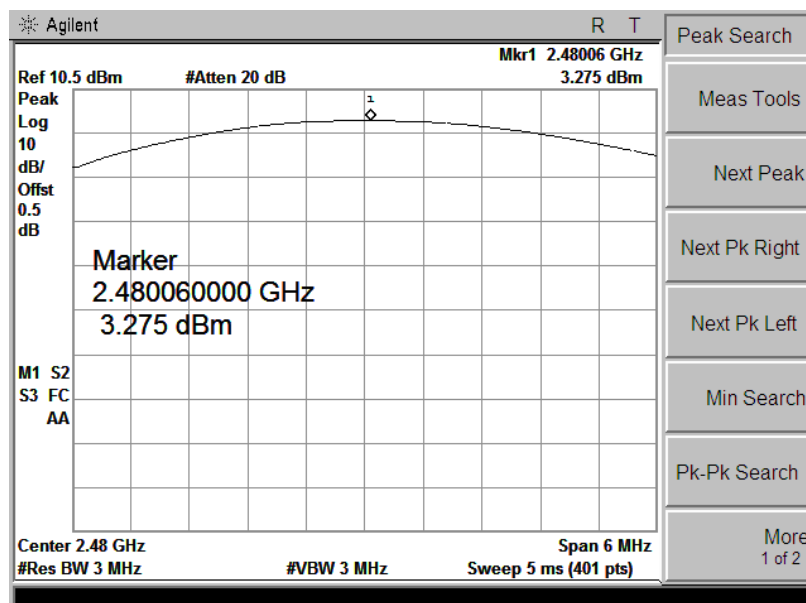 Agilent
R T
Mkr1 2.48006 GHz
Ref 10.5 dBm #Atten 20 dB 3.275 dBm
Peak
Log
10
dB/
Offst
0.5
dB
1
Marker
2.480060000 GHz
3.275 dBm
M1 S2
S3 FC
AA
Center 2.48 GHz Span 6 MHz
#Res BW 3 MHz #VBW 3 MHz Sweep 5 ms (401 pts)
Peak Search
Meas Tools
Next Peak
Next Pk Right
Next Pk Left
Min Search
Pk-Pk Search
More
1 of 2